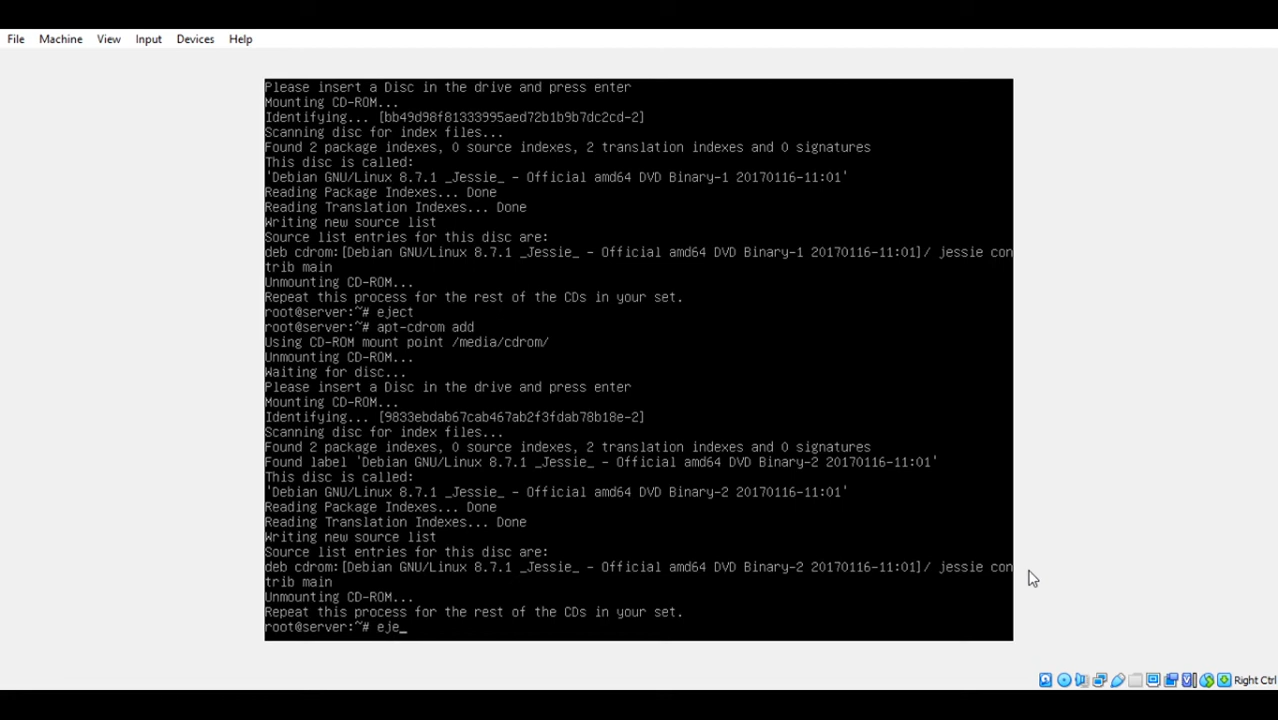 File Machine View Input Devices Help
Please insert a Disc in the drive and press enter
Mounting CD-ROM...
Identifying... [bb49d98f81333995aed72b1b9b7dc2cd-2]
Scanning disc for index files...
Found 2 package indexes, 0 source indexes, 2 translation indexes and 0 signatures
This disc is called:
'Debian GNU/Linux 8.7.1 _Jessie_ - Official amd64 DVD Binary-1 20170116-11:01'
Reading Package Indexes... Done
Reading Translation Indexes... Done
Writing new source list
Source list entries for this disc are:
deb cdrom:[Debian GNU/Linux 8.7.1 _Jessie_ - Official amd64 DVD Binary-1 20170116-11:01]/ jessie con
trib main
Unmounting CD-ROM...
Repeat this process for the rest of the CDs in your set.
root@server:~# eject
root@server:~# apt-cdrom add
Using CD-ROM mount point /media/cdrom/
Unmounting CD-ROM...
Waiting for disc...
Please insert a Disc in the drive and press enter
Mounting CD-ROM...
Identifying... [9833ebdab67cab467ab2f3fdab78b18e-2]
Scanning disc for index files...
Found 2 package indexes, 0 source indexes, 2 translation indexes and 0 signatures
Found label 'Debian GNU/Linux 8.7.1 _Jessie_ - Official amd64 DVD Binary-2 20170116-11:01'
This disc is called:
'Debian GNU/Linux 8.7.1 _Jessie_ - Official amd64 DVD Binary-2 20170116-11:01'
Reading Package Indexes... Done
Reading Translation Indexes... Done
Writing new source list
Source list entries for this disc are:
deb cdrom:[Debian GNU/Linux 8.7.1 _Jessie_ - Official amd64 DVD Binary-2 20170116-11:01]/ jessie con
trib main
Unmounting CD-ROM...
Repeat this process for the rest of the CDs in your set.
root@server:~# eje_
Right Ctrl